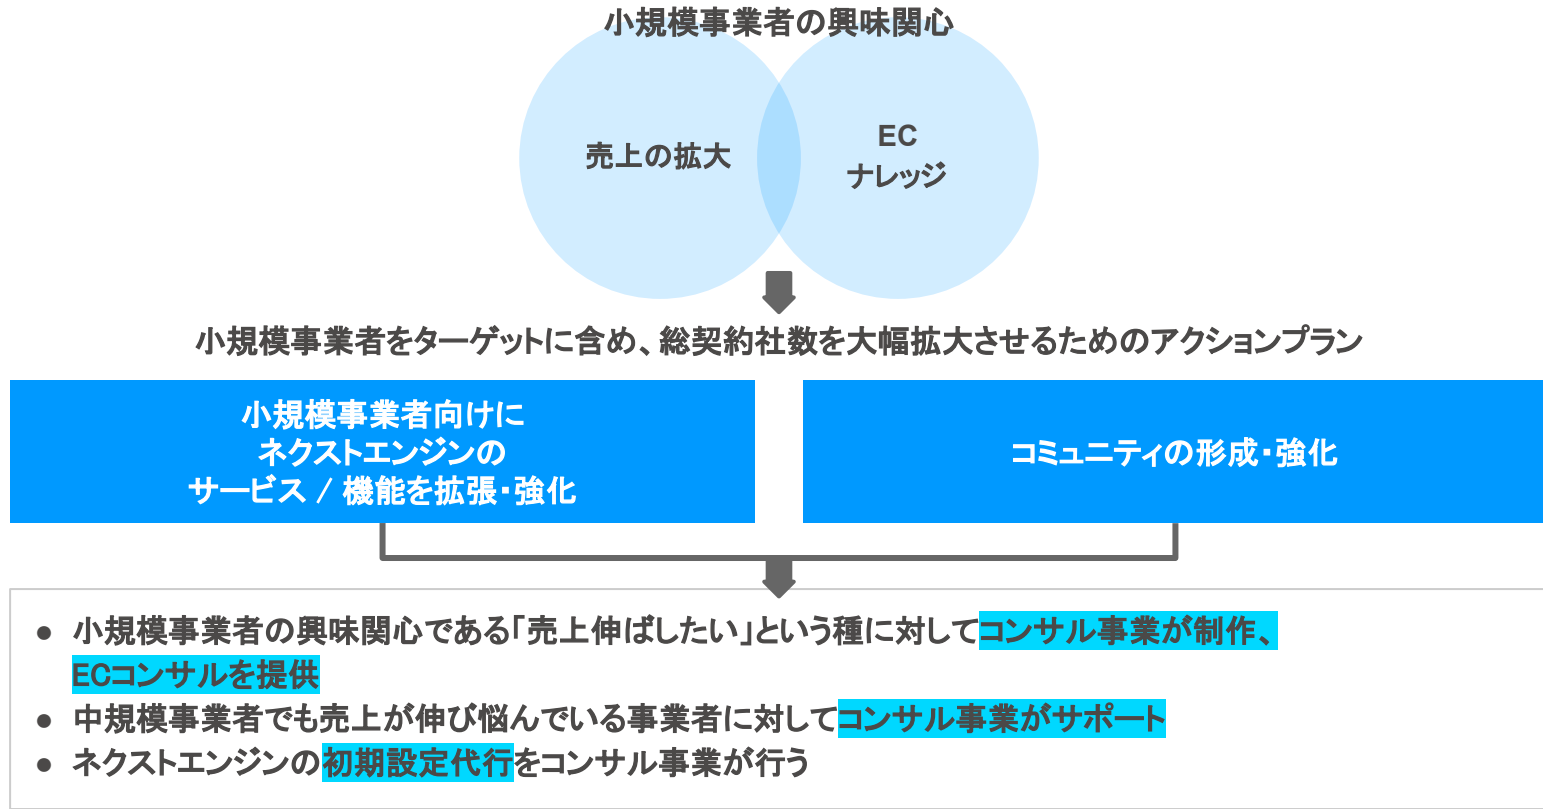 小規模事業者の興味関心
売上の拡大
EC
ナレッジ
小規模事業者をターゲットに含め、総契約社数を大幅拡大させるためのアクションプラン
小規模事業者向けに
ネクストエンジンの
サービス / 機能を拡張・強化
コミュニティの形成・強化
● 小規模事業者の興味関心である「売上伸ばしたい」という種に対してコンサル事業が制作、
ECコンサルを提供
● 中規模事業者でも売上が伸び悩んでいる事業者に対してコンサル事業がサポート
● ネクストエンジンの初期設定代行をコンサル事業が行う